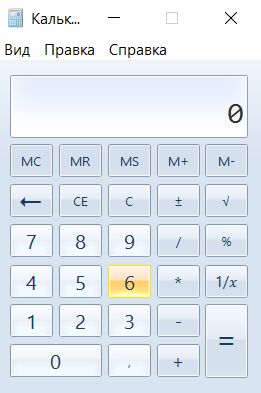 Кальк...
Вид Правка Справка
0
MC MR MS M+ M-
← CE C ± √
7 8 9 / %
4 5 6 * 1/x
1 2 3 - =
0 , +